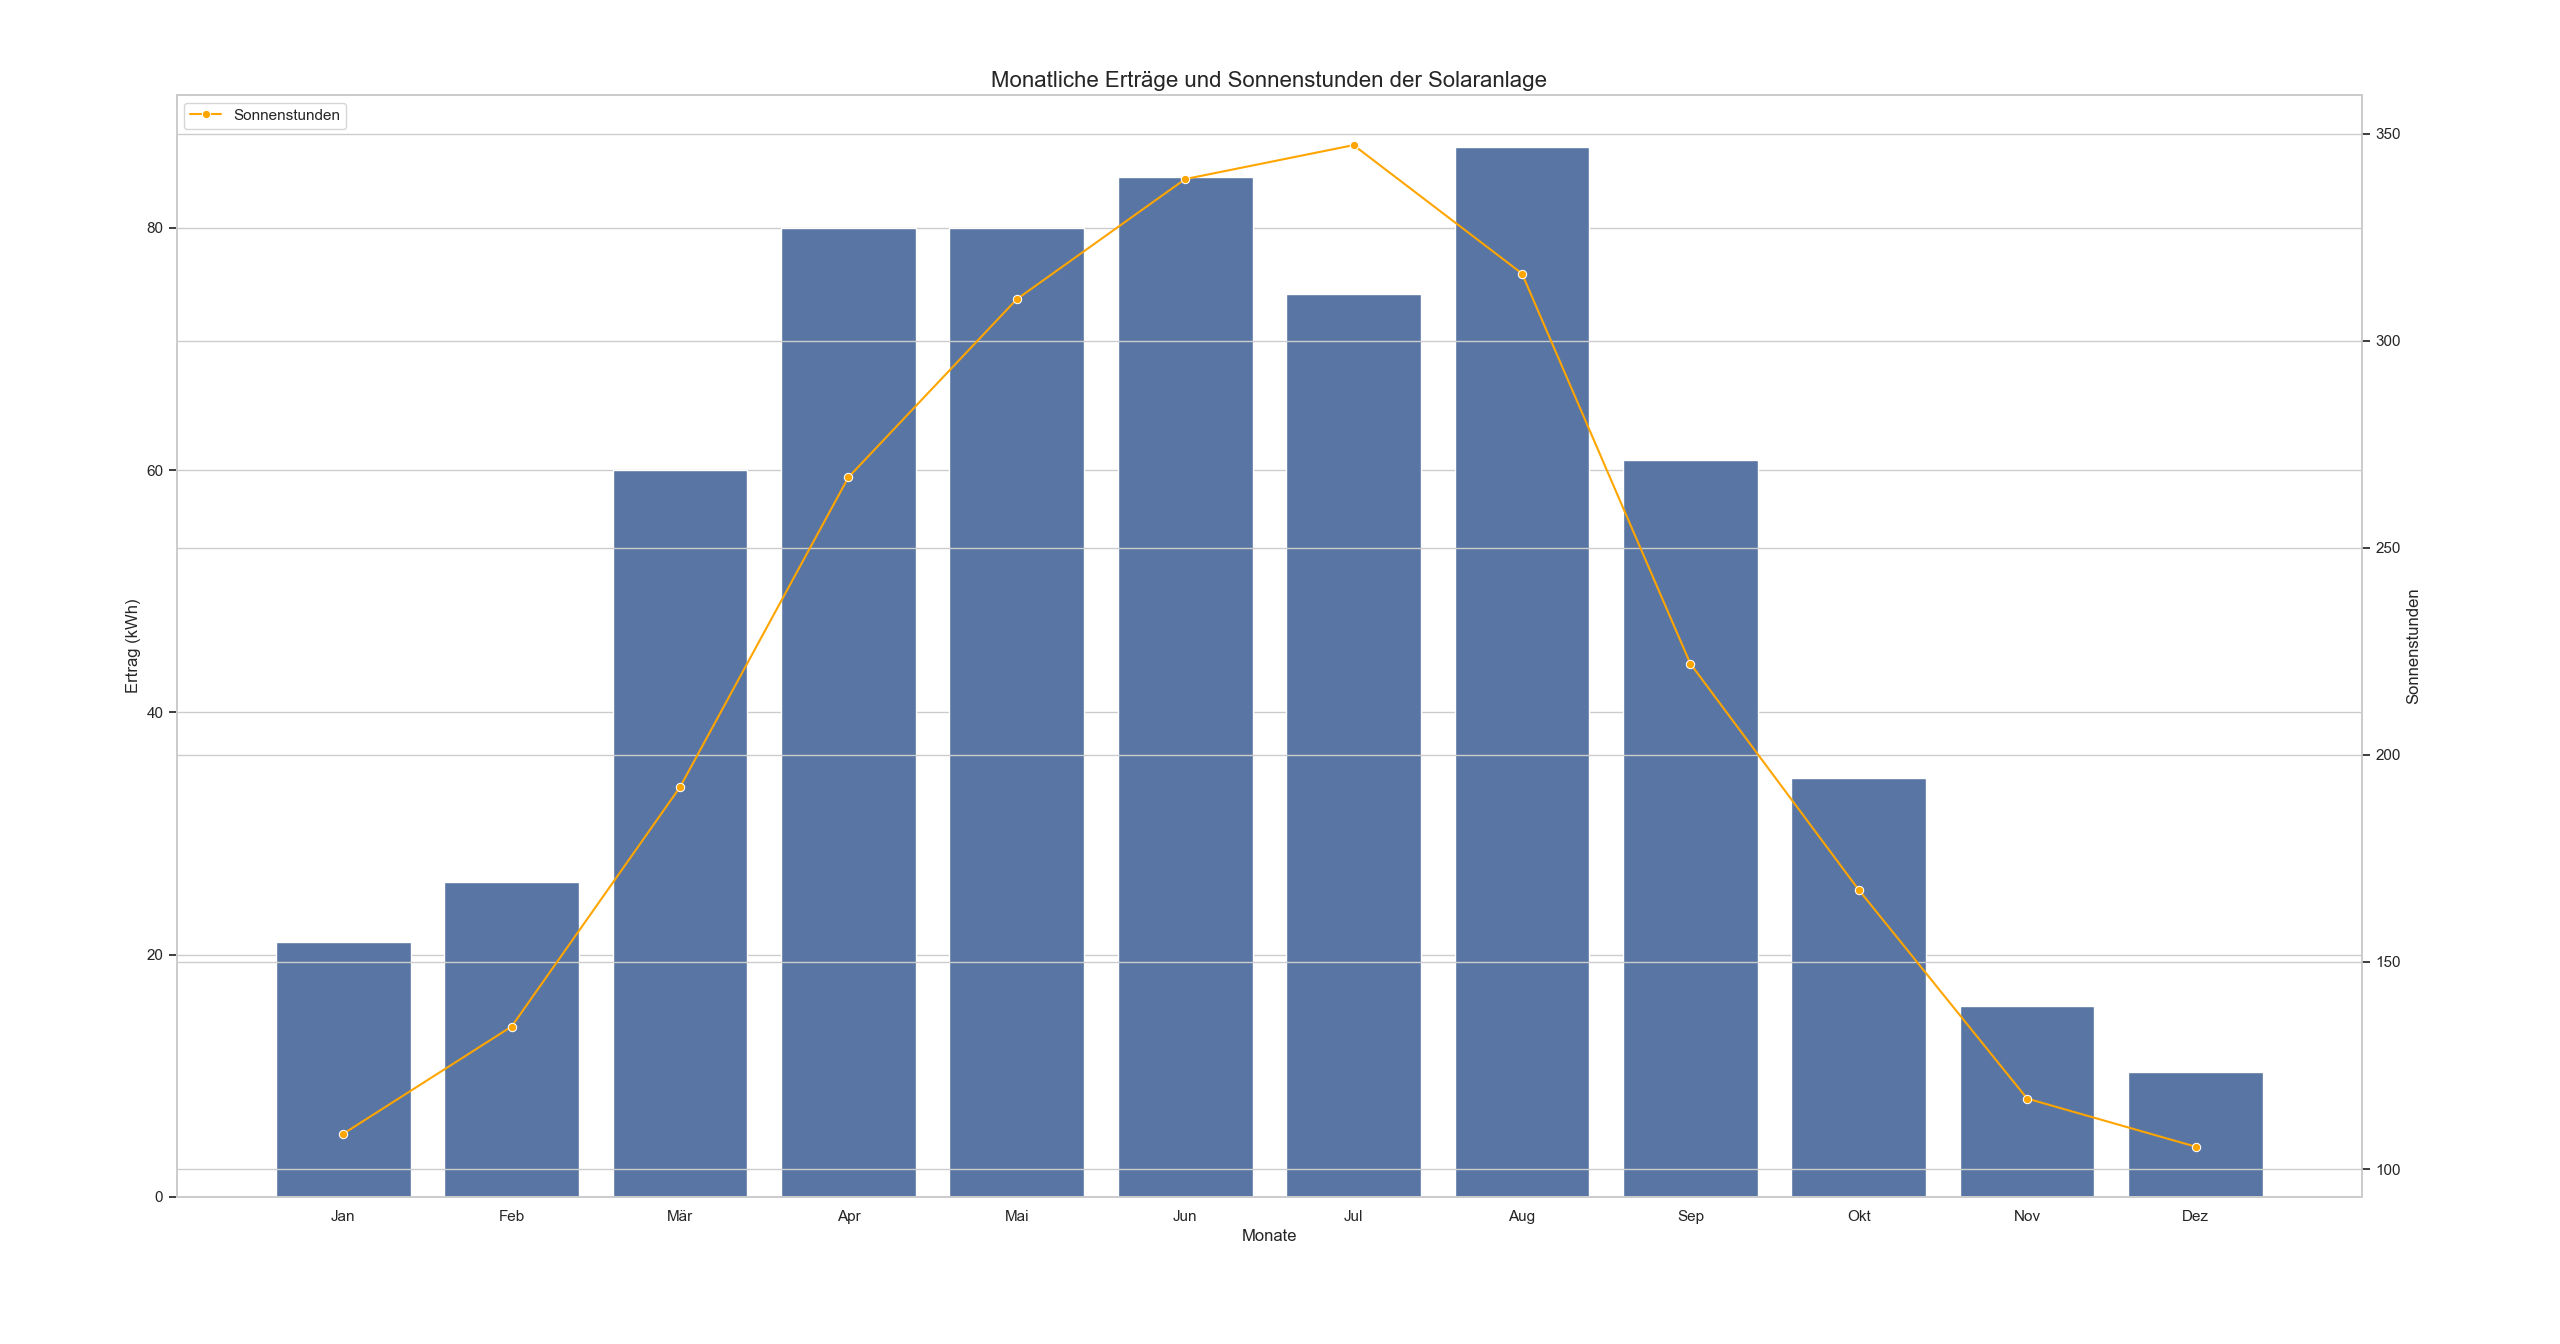 Monatliche Erträge und Sonnenstunden der Solaranlage
Sonnenstunden
80
60
40
20
0
Ertrag (kWh)
350
300
250
200
150
100
Sonnenstunden
Jan Feb Mär Apr Mai Jun Jul Aug Sep Okt Nov Dez
Monate